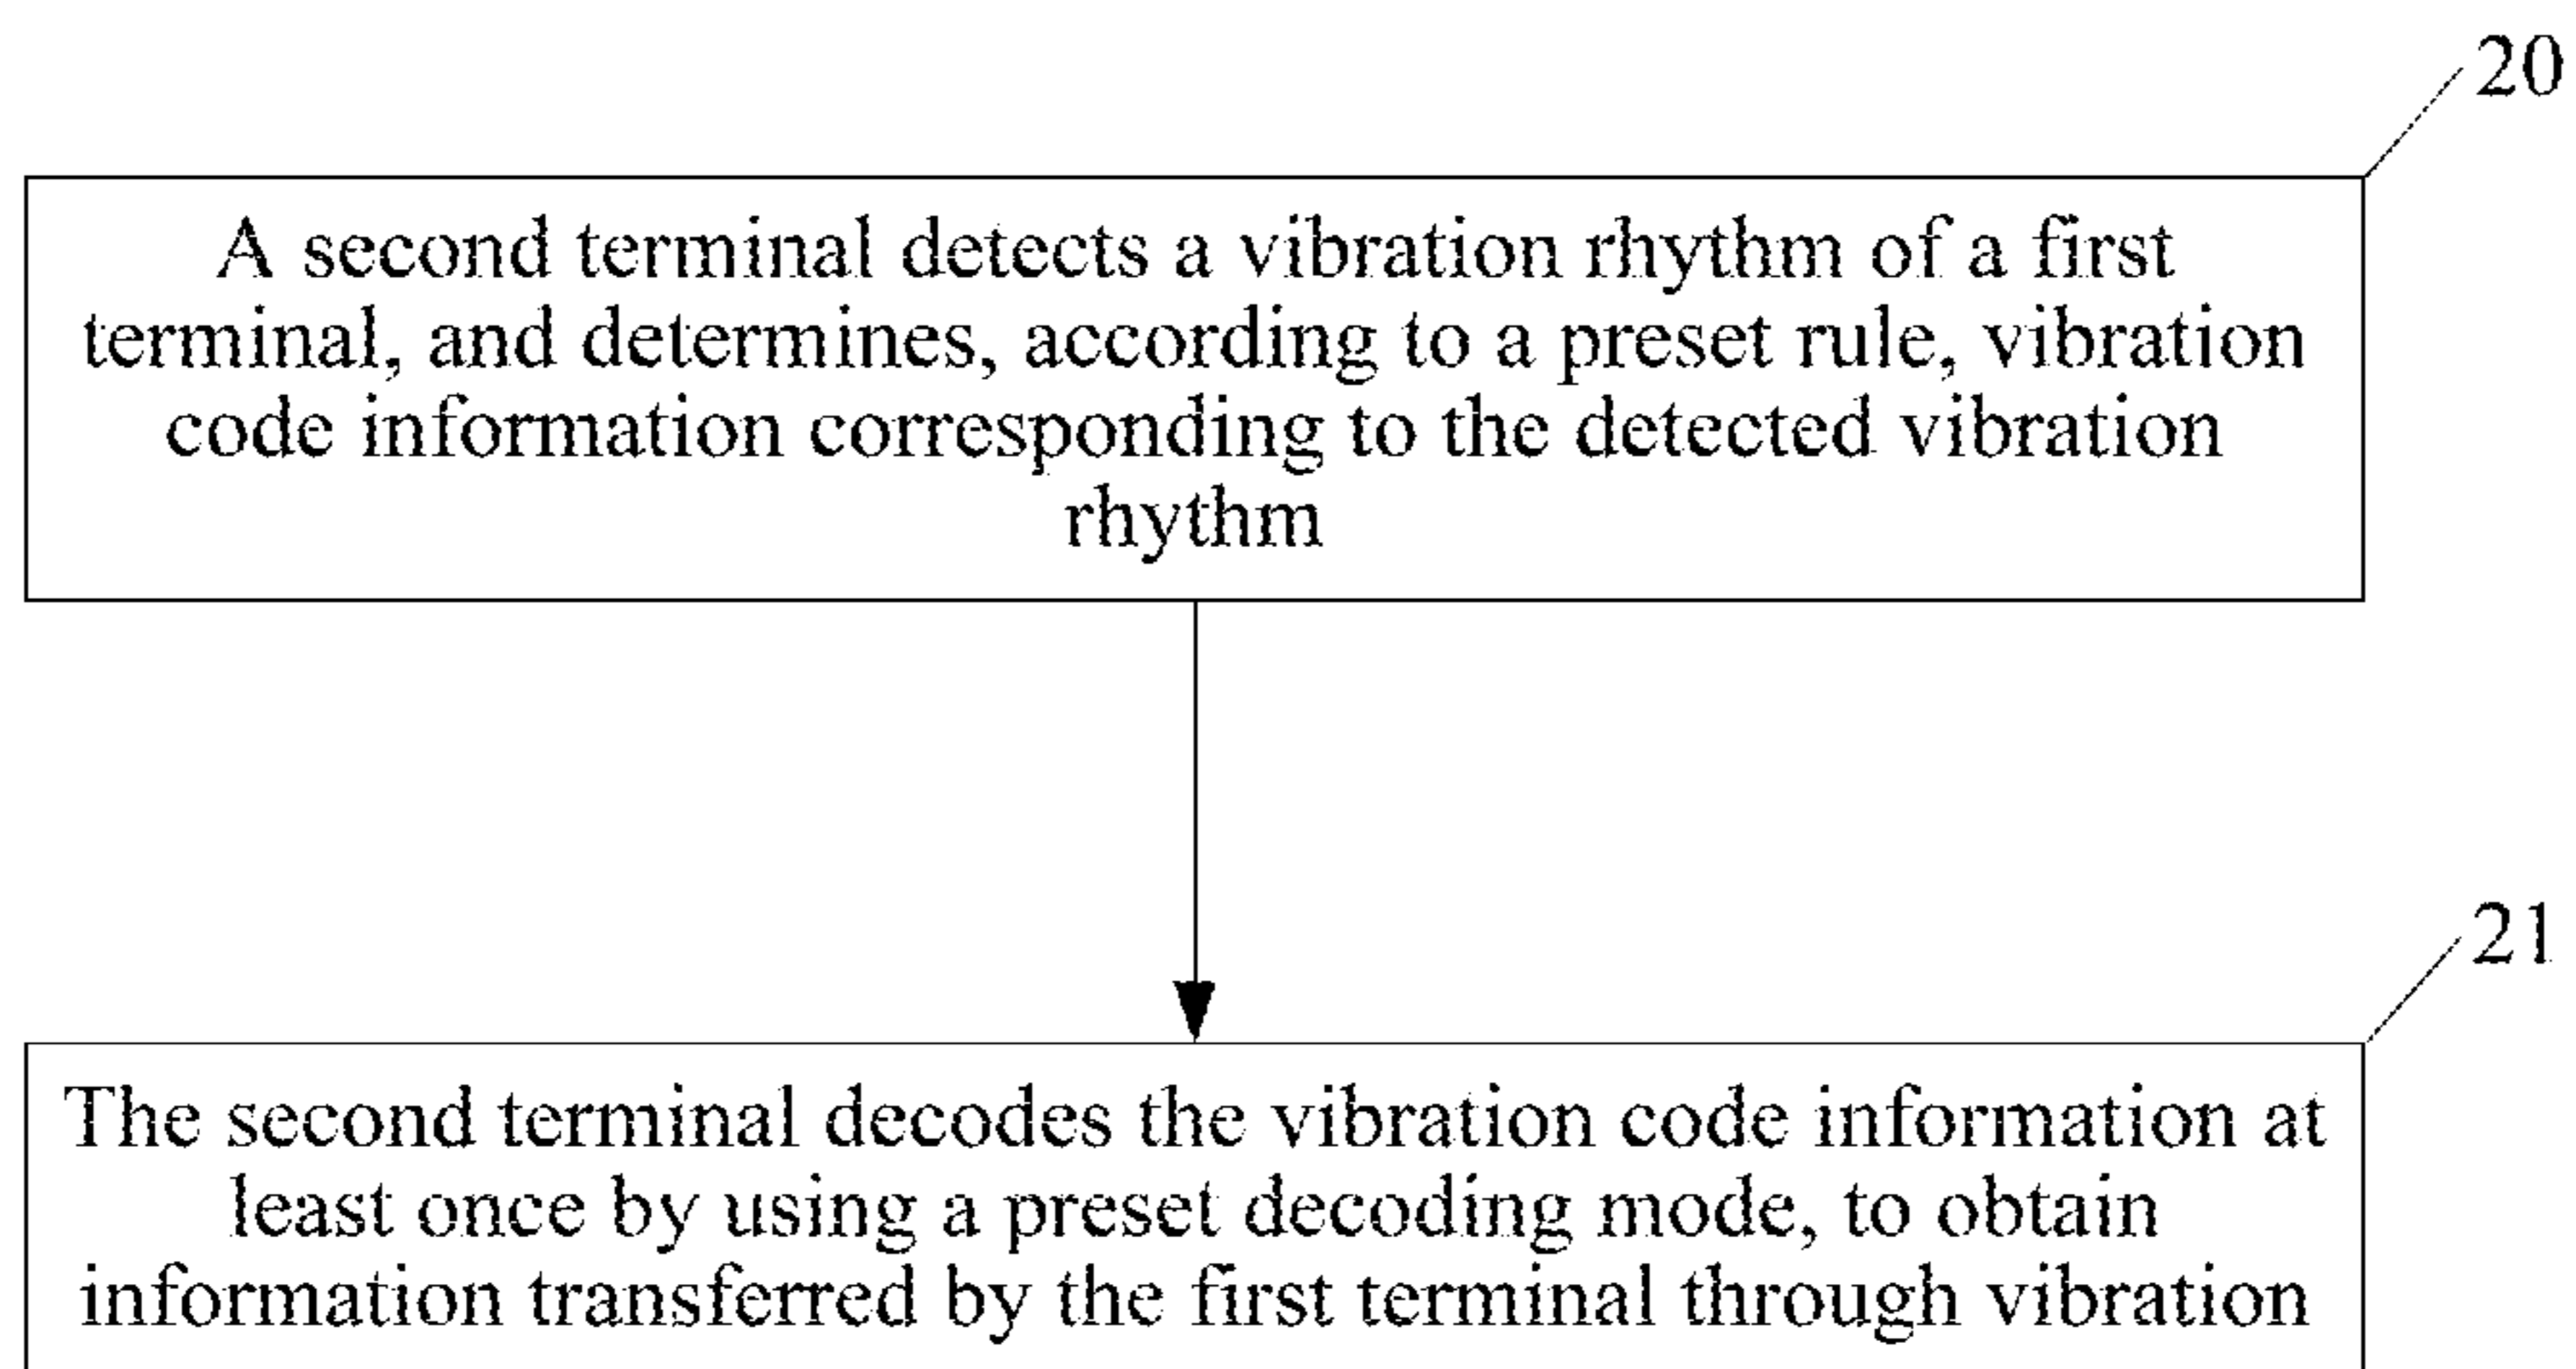 20
A second terminal detects a vibration rhythm of a first
terminal, and determines, according to a preset rule, vibration
code information corresponding to the detected vibration
rhythm
21
The second terminal decodes the vibration code information at
least once by using a preset decoding mode, to obtain
information transferred by the first terminal through vibration